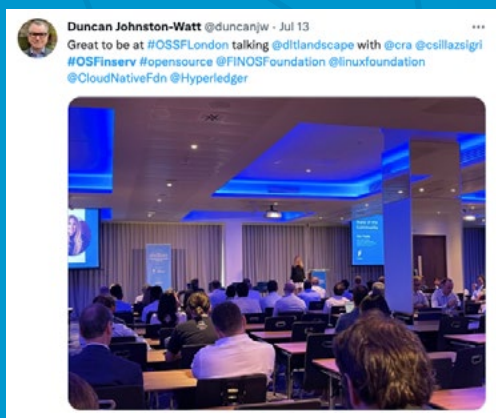 Duncan Johnston-Watt @duncanjw · Jul 13
Great to be at #OSSFLondon talking @dltlandscape with @cra @csillazsigri
#OSFinserv #opensource @FINOSFoundation @linuxfoundation
@CloudNativeFdn @Hyperledger